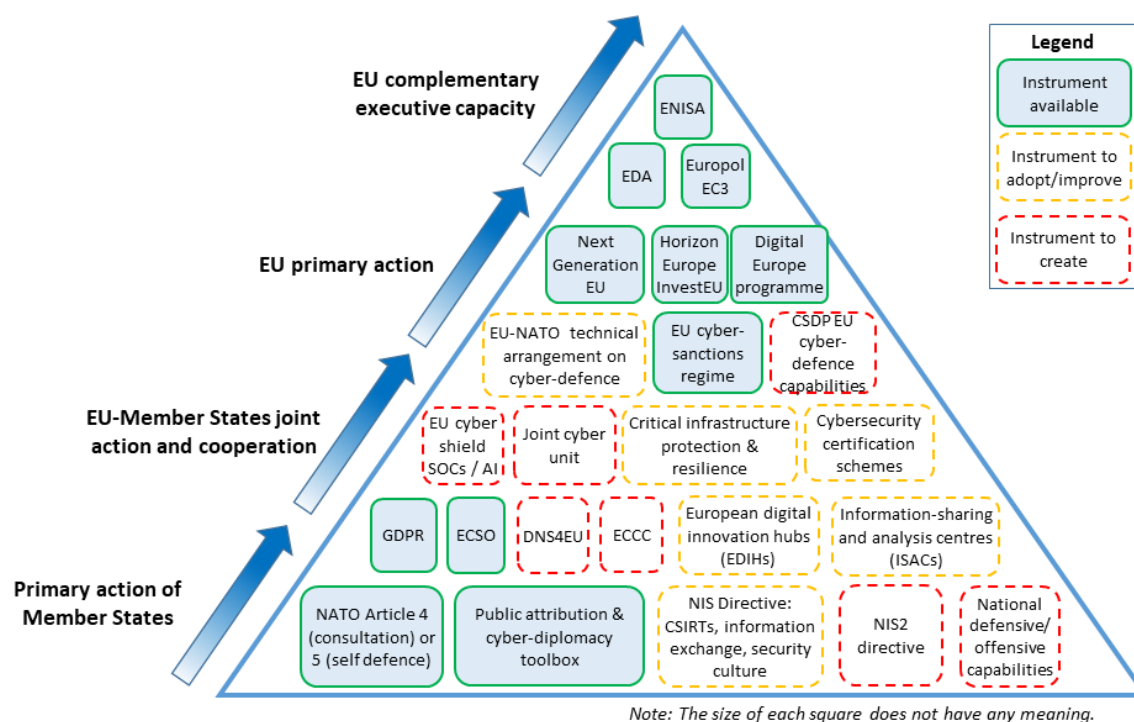 EU complementary
executive capacity
EU primary action
EU-Member States joint
action and cooperation
Primary action of
Member States
ENISA
EDA
Europol
EC3
Next
Generation
EU
Horizon
Europe
InvestEU
Digital
Europe
programme
EU-NATO technical
arrangement on
cyber-defence
EU cyber-
sanctions
regime
CSDP EU
cyber-
defence
capabilities
EU cyber
shield
SOCs / AI
Joint cyber
unit
Critical infrastructure
protection &
resilience
Cybersecurity
certification
schemes
GDPR
ECSO
DNS4EU
ECCC
European digital
innovation hubs
(EDIHs)
Information-sharing
and analysis centres
(ISACs)
NATO Article 4
(consultation) or
5 (self defence)
Public attribution &
cyber-diplomacy
toolbox
NIS Directive:
CSIRTs, information
exchange, security
culture
NIS2
directive
National
defensive/
offensive
capabilities
Legend
Instrument
available
Instrument to
adopt/improve
Instrument to
create
Note: The size of each square does not have any meaning.